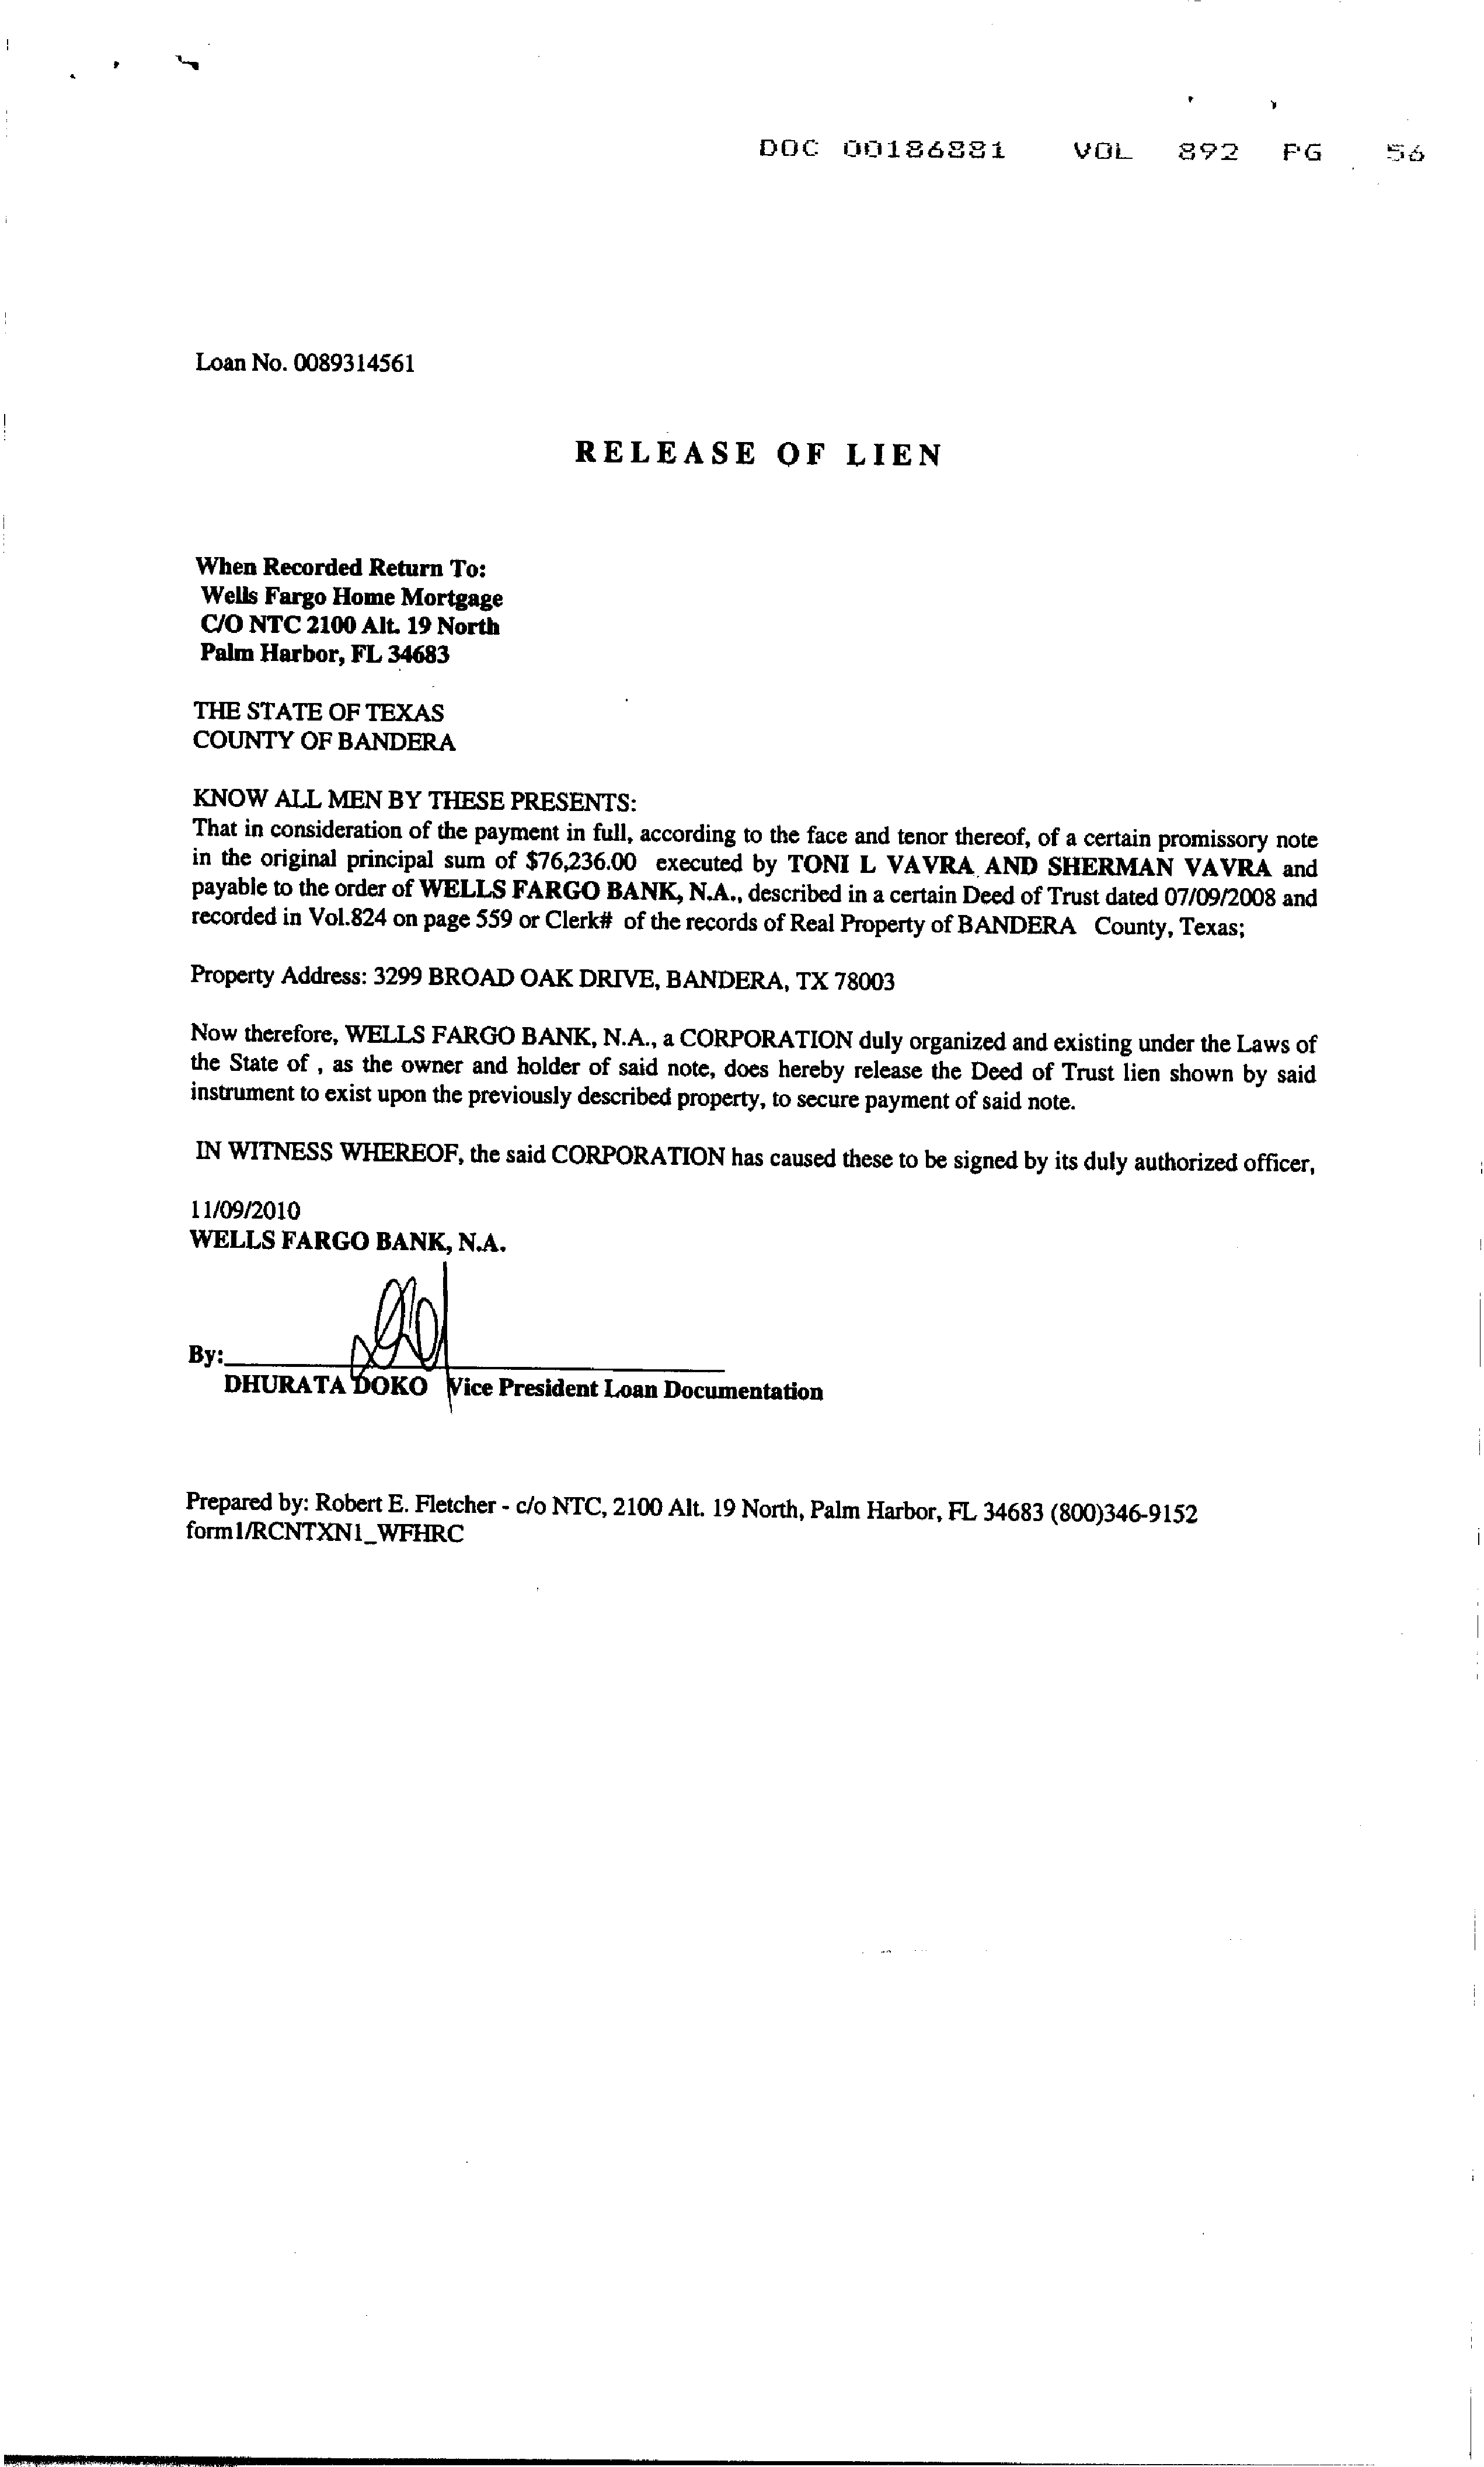 DOC 00186881 VOL 892 PG 56
Loan No. 0089314561
RELEASE OF LIEN
When Recorded Return To:
Wells Fargo Home Mortgage
C/O NTC 2100 Alt. 19 North
Palm Harbor, FL 34683
THE STATE OF TEXAS
COUNTY OF BANDERA
KNOW ALL MEN BY THESE PRESENTS:
That in consideration of the payment in full, according to the face and tenor thereof, of a certain promissory note
in the original principal sum of $76,236.00 executed by TONI L VAVRA AND SHERMAN VAVRA and
payable to the order of WELLS FARGO BANK, N.A., described in a certain Deed of Trust dated 07/09/2008 and
recorded in Vol.824 on page 559 or Clerk# of the records of Real Property of BANDERA County, Texas;
Property Address: 3299 BROAD OAK DRIVE, BANDERA, TX 78003
Now therefore, WELLS FARGO BANK, N.A., a CORPORATION duly organized and existing under the Laws of
the State of , as the owner and holder of said note, does hereby release the Deed of Trust lien shown by said
instrument to exist upon the previously described property, to secure payment of said note.
IN WITNESS WHEREOF, the said CORPORATION has caused these to be signed by its duly authorized officer,
11/09/2010
WELLS FARGO BANK, N.A.
By:
DHURATA DOKO Vice President Loan Documentation
Prepared by: Robert E. Fletcher - c/o NTC, 2100 Alt. 19 North, Palm Harbor, FL 34683 (800)346-9152
form1/RCNTXN1_WFHRC